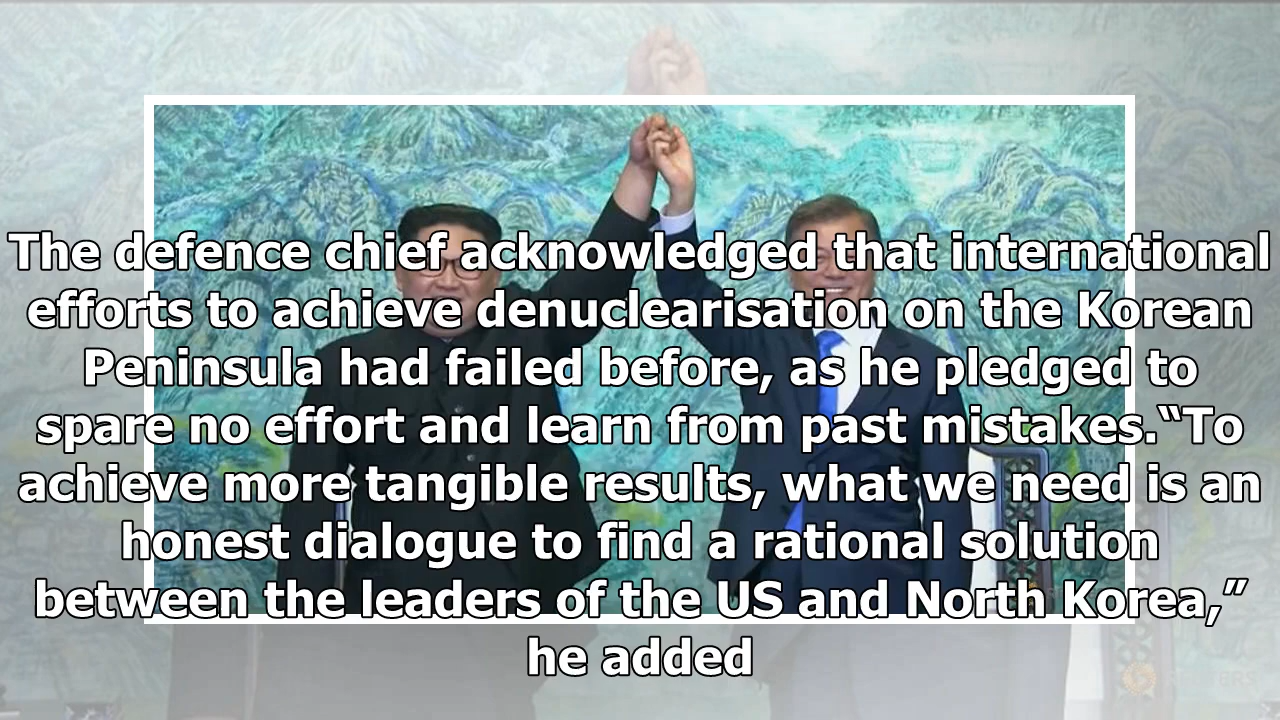 The defence chief acknowledged that international
efforts to achieve denuclearisation on the Korean
Peninsula had failed before, as he pledged to
spare no effort and learn from past mistakes.“To
achieve more tangible results, what we need is an
honest dialogue to find a rational solution
between the leaders of the US and North Korea,”
he added